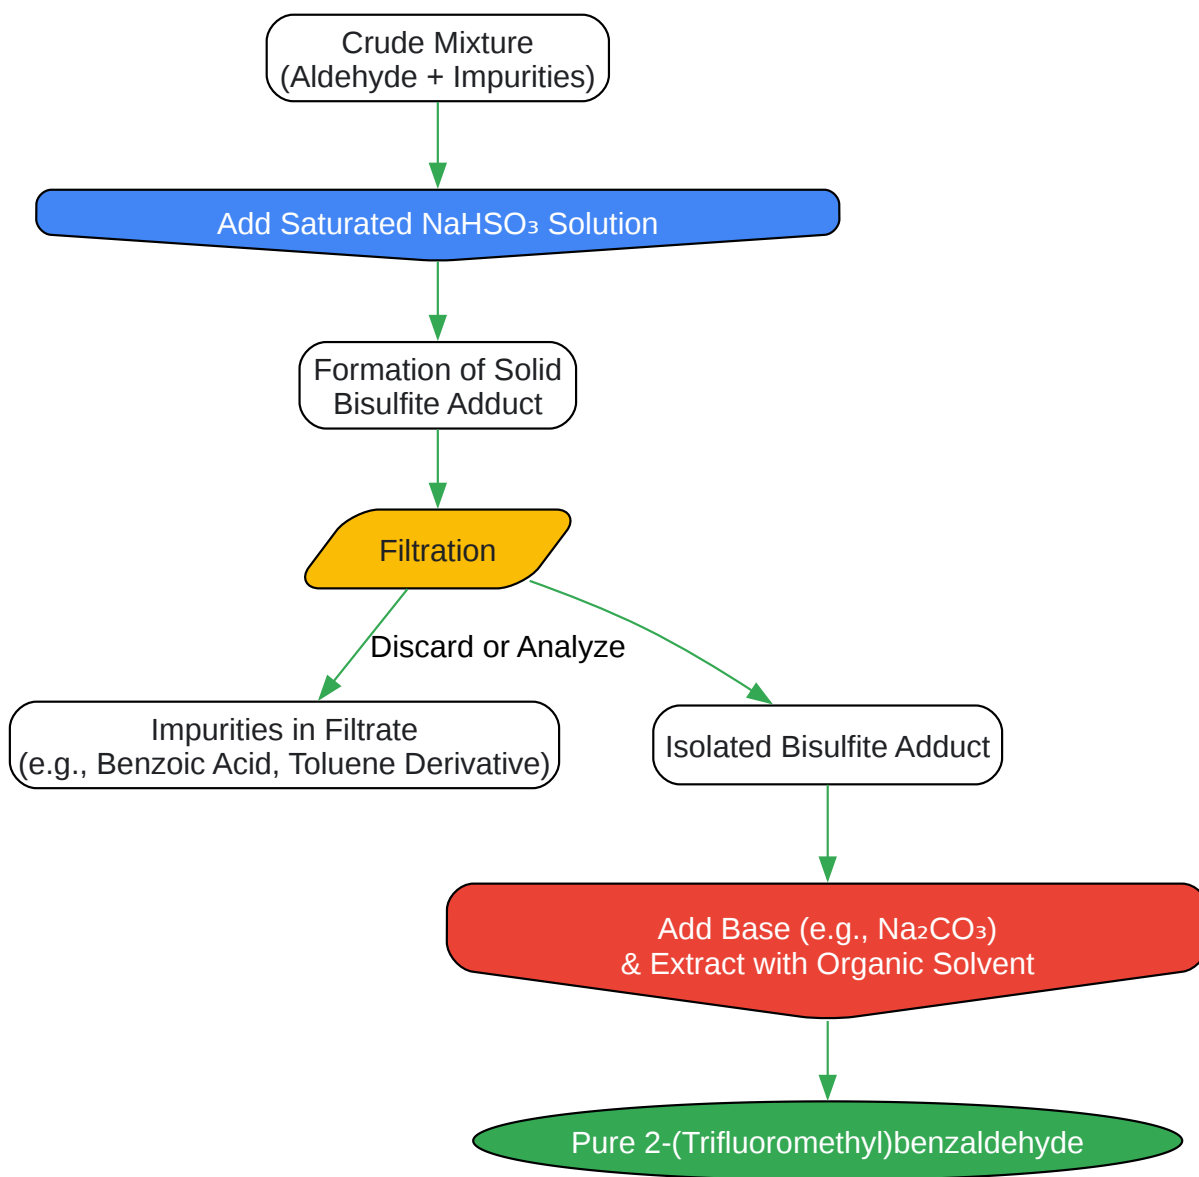 Crude Mixture
(Aldehyde + Impurities)
Add Saturated NaHSO₃ Solution
Formation of Solid
Bisulfite Adduct
Filtration
Discard or Analyze
Impurities in Filtrate
(e.g., Benzoic Acid, Toluene Derivative)
Isolated Bisulfite Adduct
Add Base (e.g., Na₂CO₃)
& Extract with Organic Solvent
Pure 2-(Trifluoromethyl)benzaldehyde